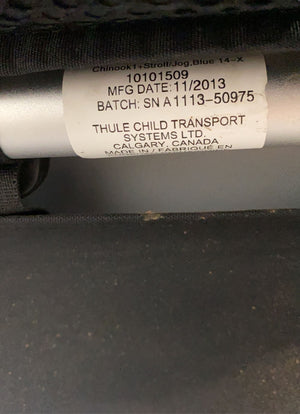 Chinook1+Stroll/Jog,Blue 14-X
10101509
MFG DATE:11/2013
BATCH: SN A1113-50975
THULE CHILD TRANSPORT
SYSTEMS LTD.
CALGARY, CANADA
MADE IN / FABRIQUÉ EN